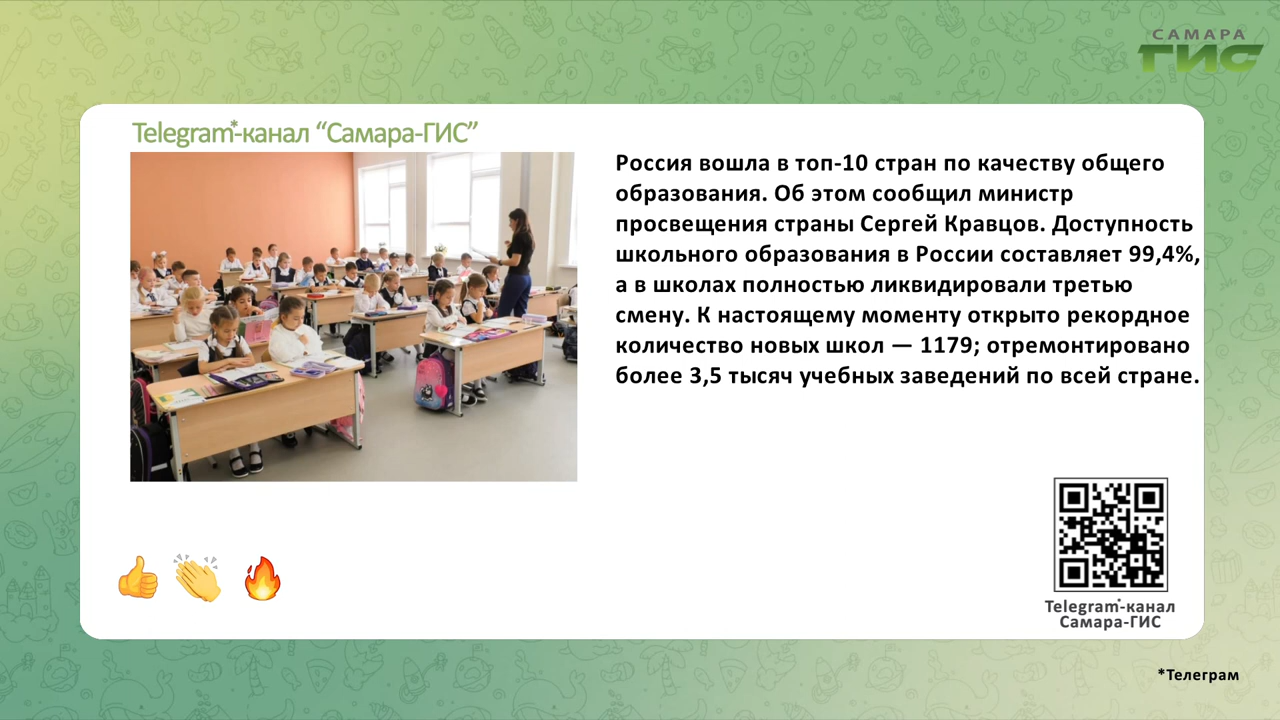 САМАРА
ГИС
Telegram*-канал “Самара-ГИС”
Россия вошла в топ-10 стран по качеству общего
образования. Об этом сообщил министр
просвещения страны Сергей Кравцов. Доступность
школьного образования в России составляет 99,4%,
а в школах полностью ликвидировали третью
смену. К настоящему моменту открыто рекордное
количество новых школ — 1179; отремонтировано
более 3,5 тысяч учебных заведений по всей стране.
Telegram*-канал
Самара-ГИС
*Телеграм